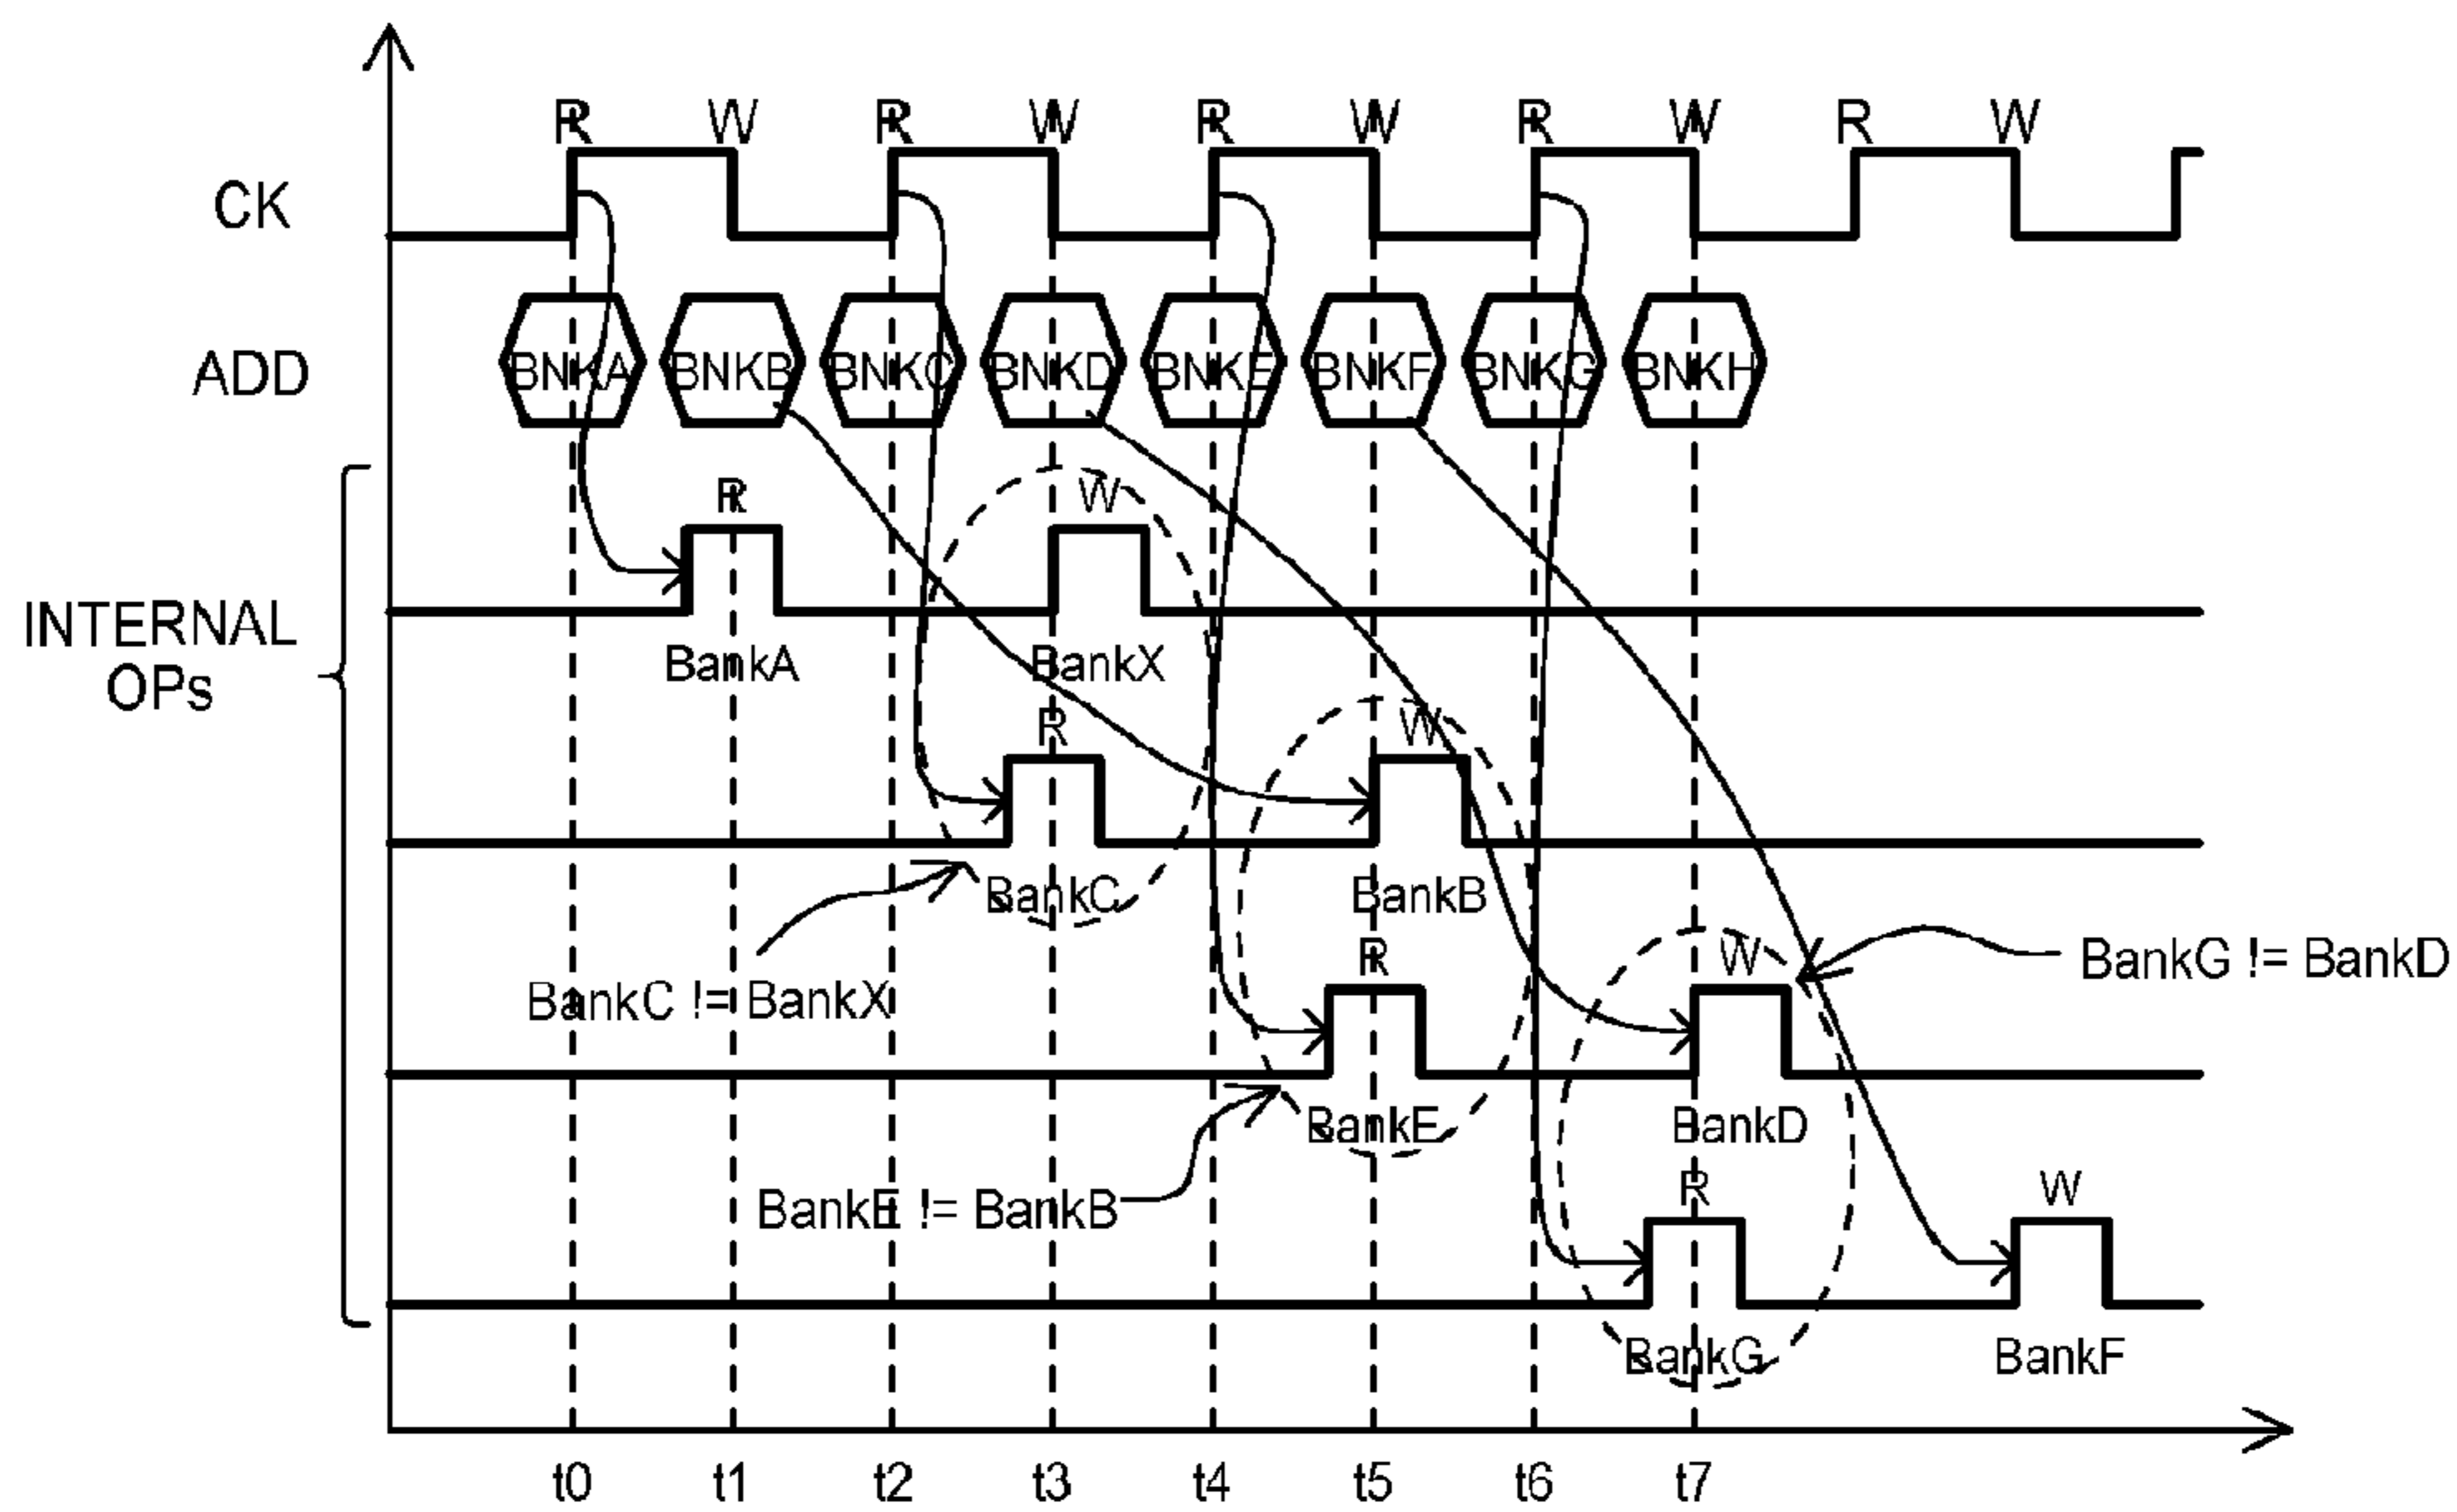 R W R W R W R W R W
CK
ADD
BNKA BNKB BNKC BNKD BNKE BNKF BNKG BNKH
R W
INTERNAL
OPs
BankA BankX
R W
BankC BankB
BankC != BankX
R W
BankG != BankD
BankE BankD
BankE != BankB
R W
BankG BankF
t0 t1 t2 t3 t4 t5 t6 t7